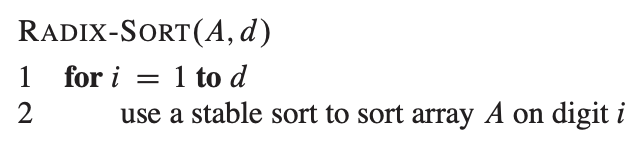 RADIX-SORT(A, d)
1 for i = 1 to d
2 use a stable sort to sort array A on digit i